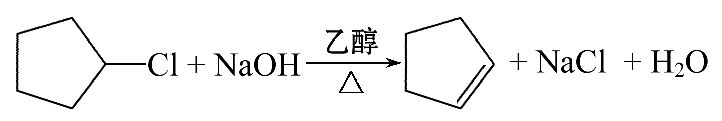 —Cl + NaOH 乙醇 △ + NaCl + H₂O